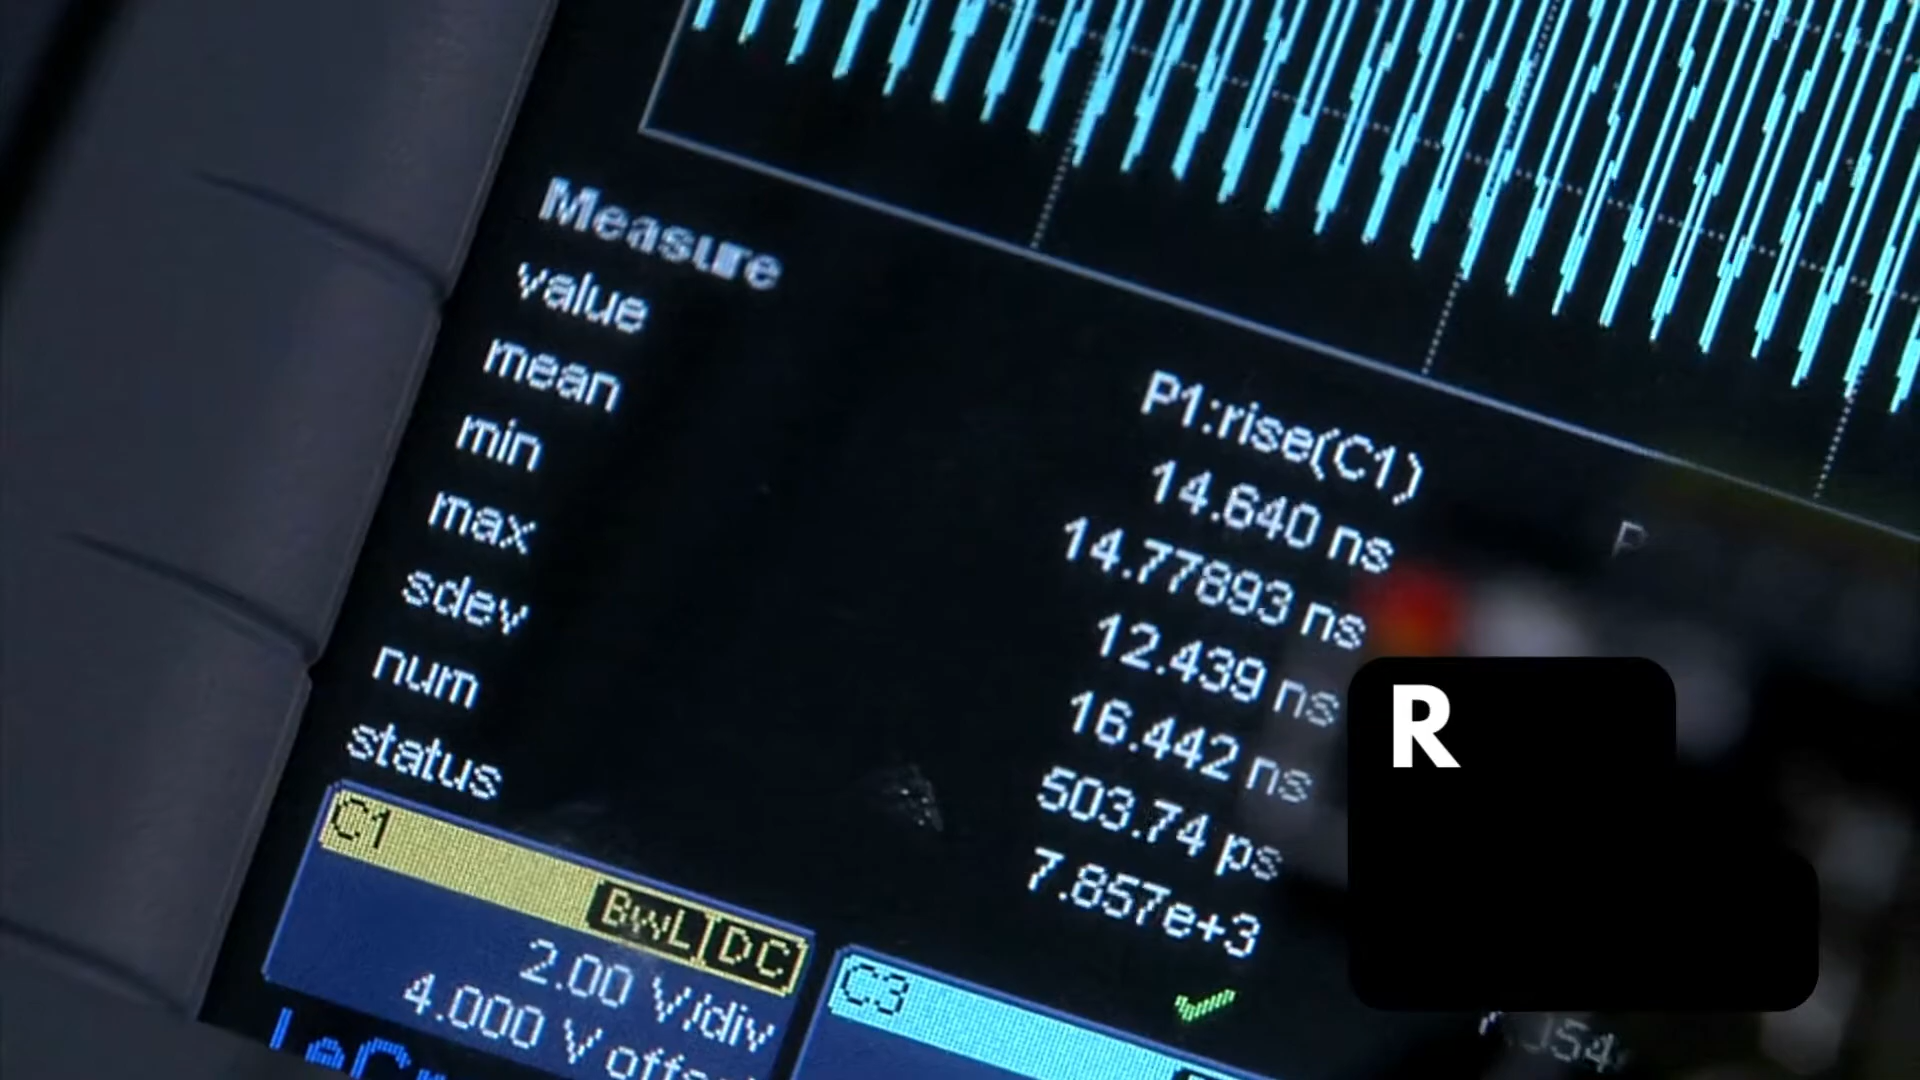 Measure
value
mean
min
max
sdev
num
status
P1:rise(C1)
14.640 ns
14.77893 ns
12.439 ns
16.442 ns
503.74 ps
7.857e+3
P
R
C1
BwL DC
2.00 V/div
4.000 V
C3